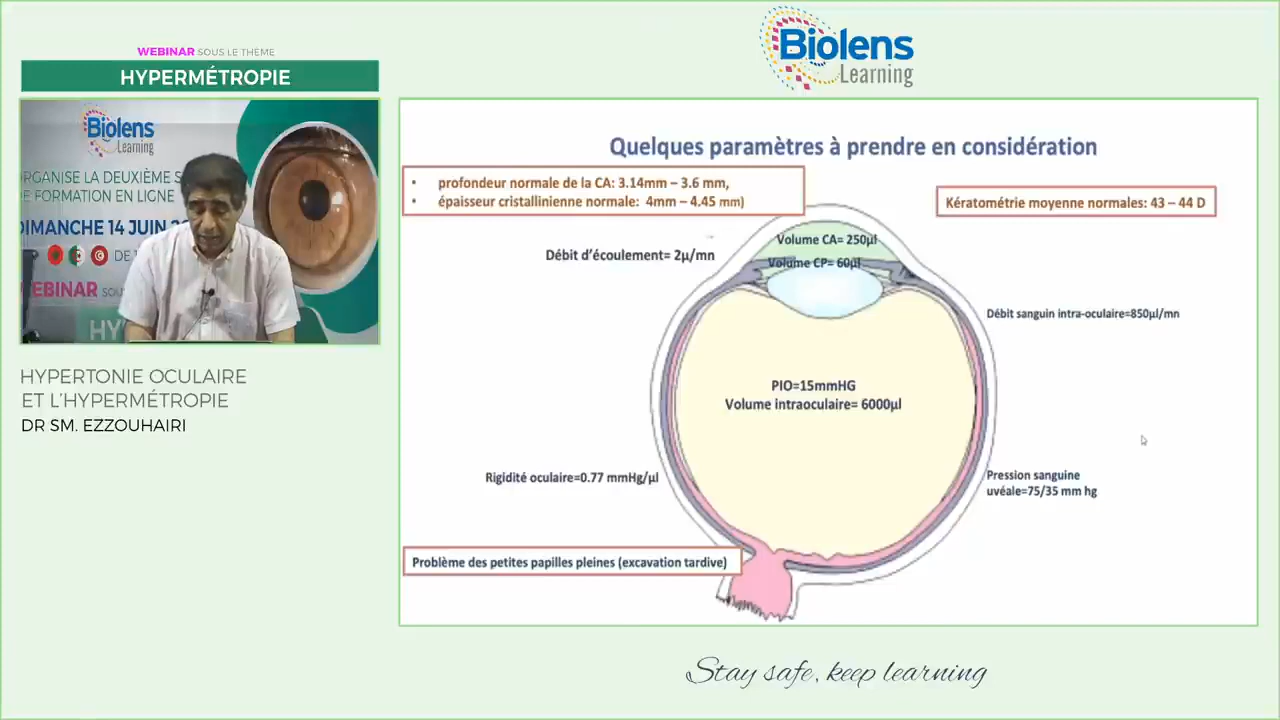 WEBINAR SOUS LE THÈME
HYPERMÉTROPIE
Biolens
Learning
ORGANISE LA DEUXIÈME S
DE FORMATION EN LIGNE
DIMANCHE 14 JUIN
DE
WEBINAR
HYPERTONIE OCULAIRE
ET L'HYPERMÉTROPIE
DR SM. EZZOUHAIRI
Biolens
Learning
Quelques paramètres à prendre en considération
• profondeur normale de la CA: 3.14mm – 3.6 mm,
• épaisseur cristallinienne normale: 4mm – 4.45 mm)
Kératométrie moyenne normales: 43 – 44 D
Volume CA= 250µl
Débit d'écoulement= 2µ/mn
Volume CP= 60µl
Débit sanguin intra-oculaire=850µl/mn
PIO=15mmHG
Volume intraoculaire= 6000µl
Rigidité oculaire=0.77 mmHg/µl
Pression sanguine
uvéale=75/35 mm hg
Problème des petites papilles pleines (excavation tardive)
Stay safe, keep learning